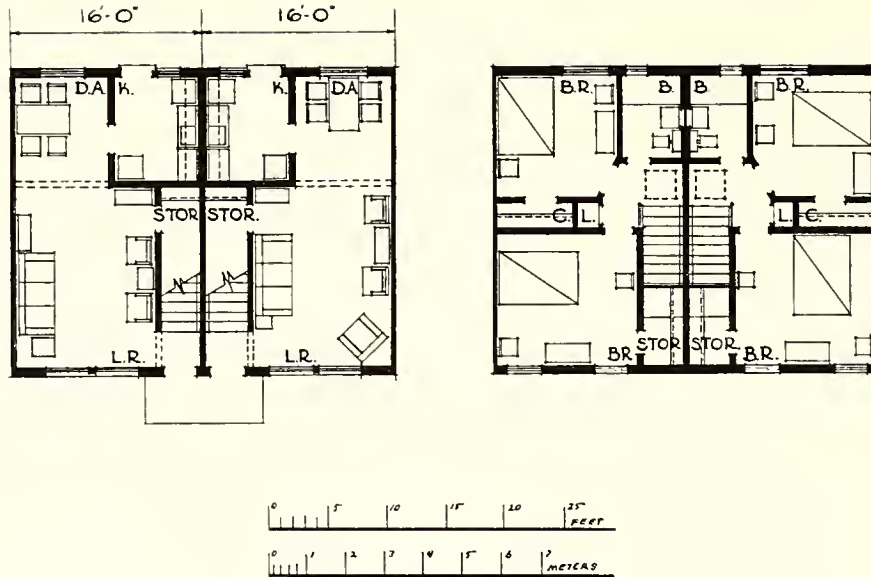 16'-0" 16'-0"
D.A. K. K. D.A.
STOR. STOR.
L.R. L.R.
B.R. B. B. B.R.
C. L. L. C.
BR STOR. STOR. B.R.
0 5 10 15 20 25 FEET
0 1 2 3 4 5 6 7 METERS